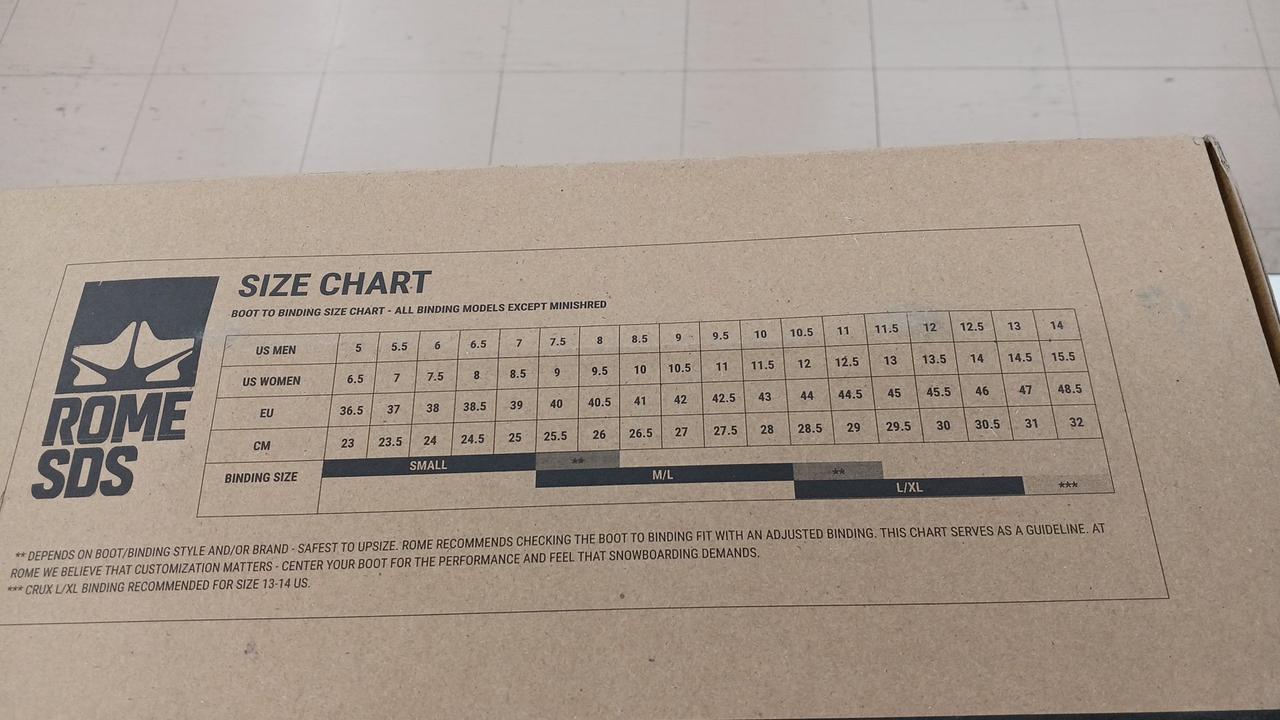 SIZE CHART
BOOT TO BINDING SIZE CHART - ALL BINDING MODELS EXCEPT MINISHRED
US MEN 5 5.5 6 6.5 7 7.5 8 8.5 9 9.5 10 10.5 11 11.5 12 12.5 13 14
US WOMEN 6.5 7 7.5 8 8.5 9 9.5 10 10.5 11 11.5 12 12.5 13 13.5 14 14.5 15.5
EU 36.5 37 38 38.5 39 40 40.5 41 42 42.5 43 44 44.5 45 45.5 46 47 48.5
CM 23 23.5 24 24.5 25 25.5 26 26.5 27 27.5 28 28.5 29 29.5 30 30.5 31 32
BINDING SIZE SMALL ** M/L ** L/XL ***
ROME
SDS
** DEPENDS ON BOOT/BINDING STYLE AND/OR BRAND - SAFEST TO UPSIZE. ROME RECOMMENDS CHECKING THE BOOT TO BINDING FIT WITH AN ADJUSTED BINDING. THIS CHART SERVES AS A GUIDELINE. AT
ROME WE BELIEVE THAT CUSTOMIZATION MATTERS - CENTER YOUR BOOT FOR THE PERFORMANCE AND FEEL THAT SNOWBOARDING DEMANDS.
*** CRUX L/XL BINDING RECOMMENDED FOR SIZE 13-14 US.